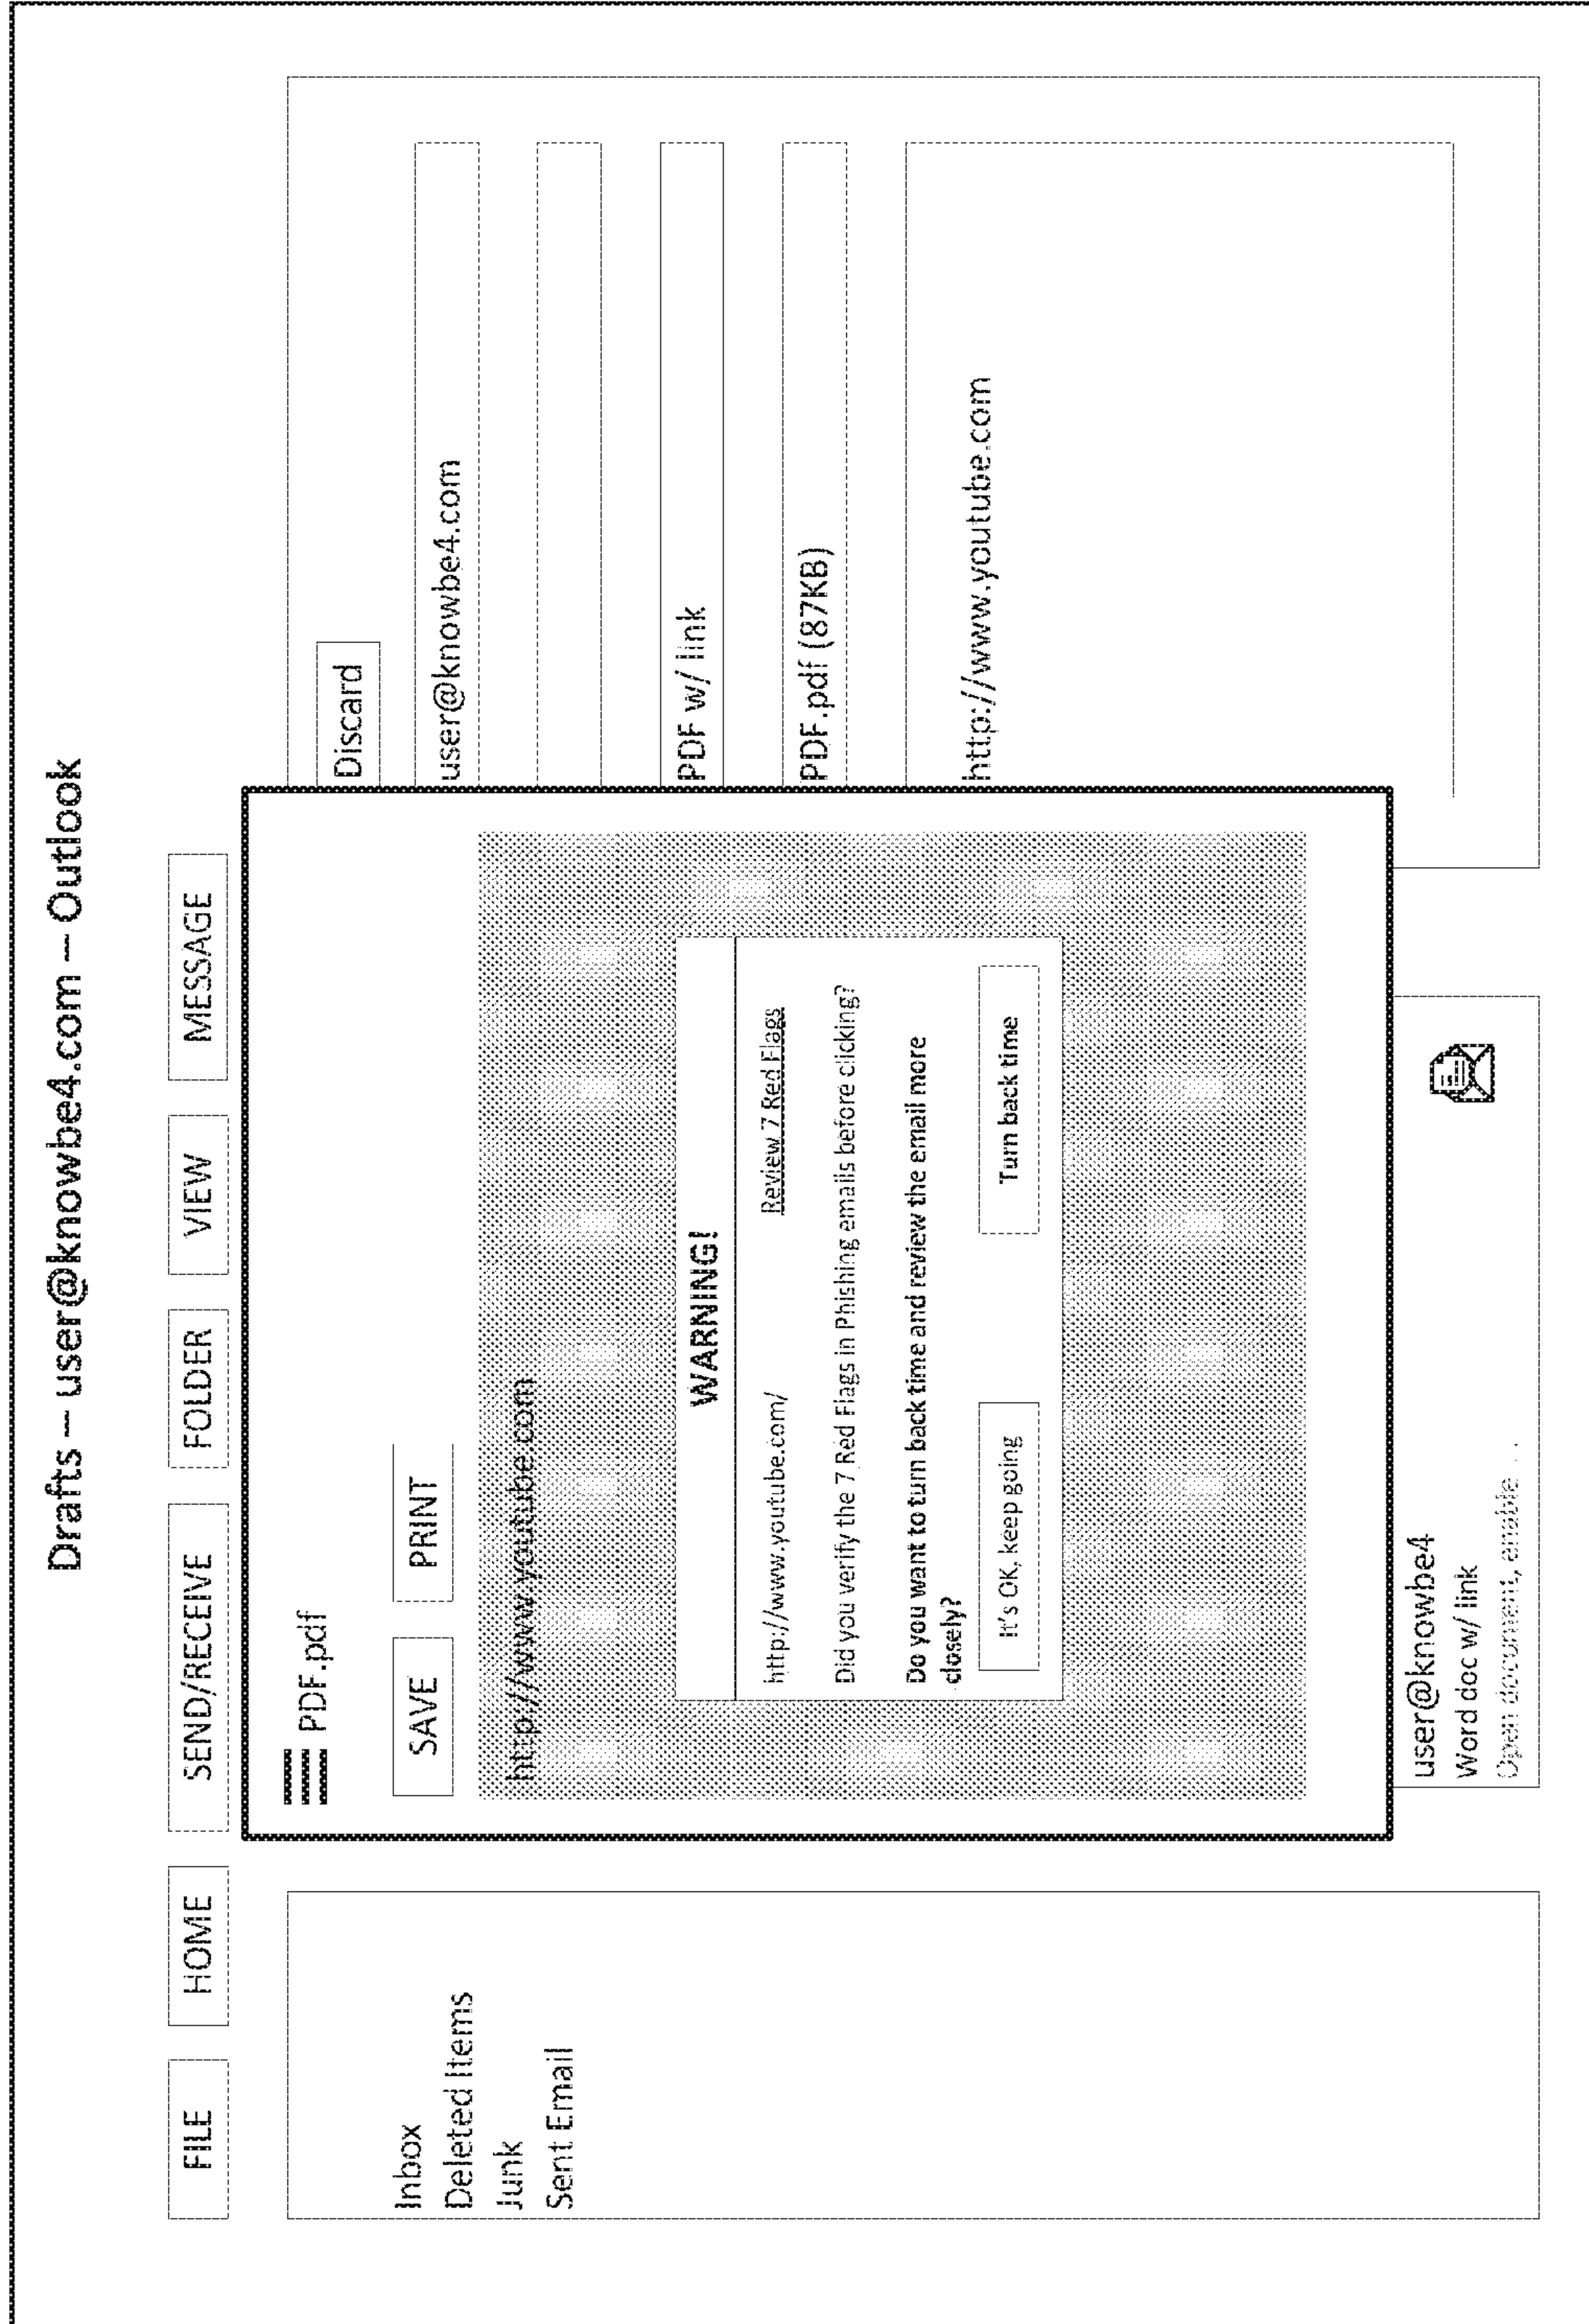 Drafts – user@knowbe4.com – Outlook
FILE HOME SEND/RECEIVE FOLDER VIEW MESSAGE
Inbox
Deleted Items
Junk
Sent Email
PDF.pdf
SAVE PRINT
http://www.youtube.com
WARNING!
http://www.youtube.com/ Review 7 Red Flags
Did you verify the 7 Red Flags in Phishing emails before clicking?
Do you want to turn back time and review the email more
closely?
It's OK, keep going Turn back time
user@knowbe4
Word doc w/ link
Open document, enable . . .
Discard
user@knowbe4.com
PDF w/ link
PDF.pdf (87KB)
http://www.youtube.com